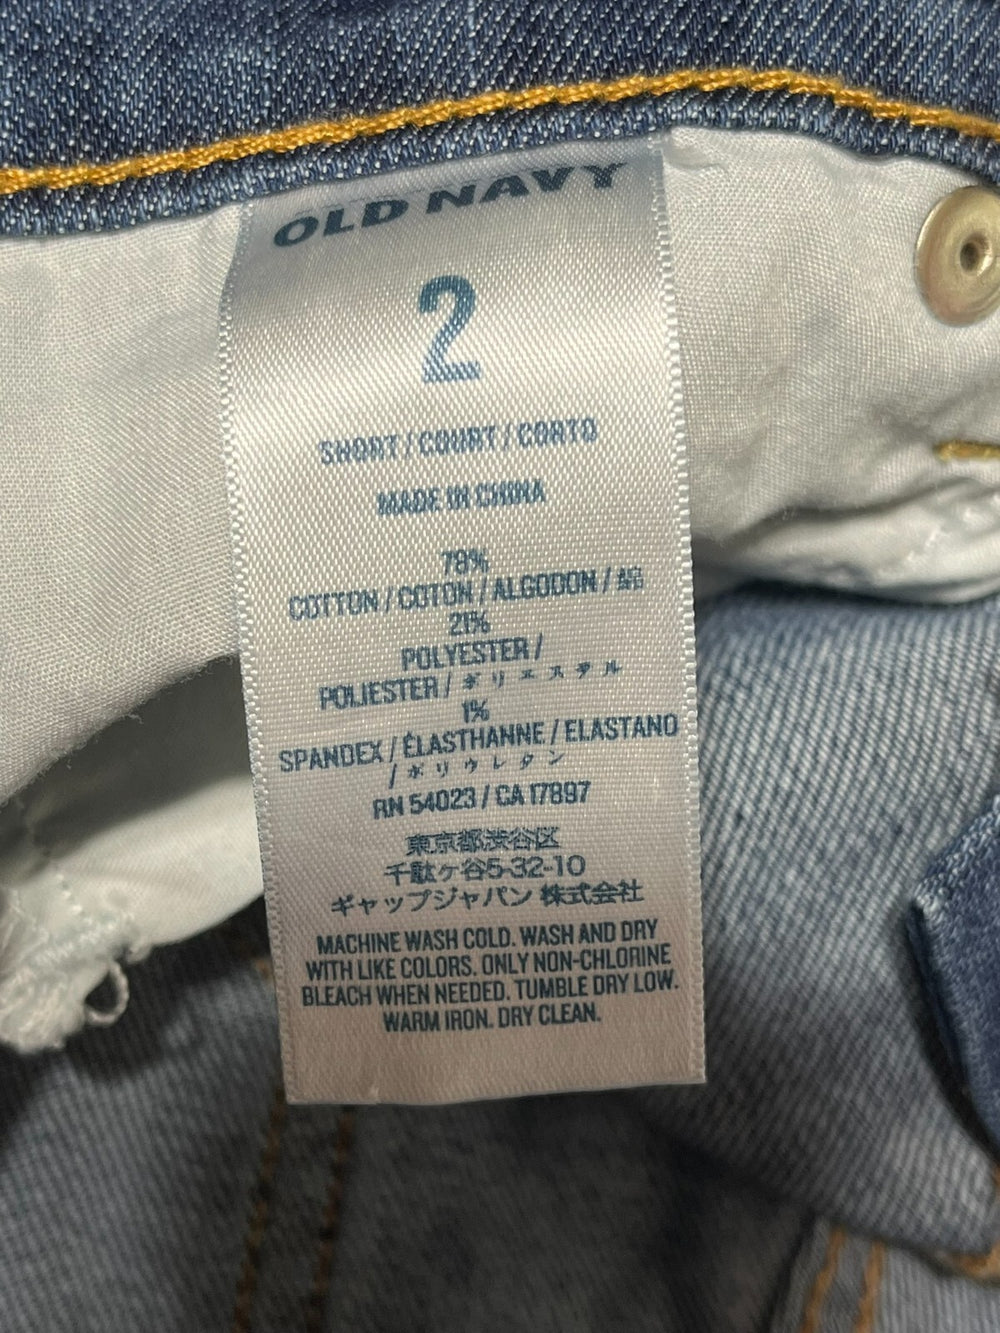 OLD NAVY
2
SHORT / COURT / CORTO
MADE IN CHINA
78%
COTTON / COTON / ALGODON / 綿
21%
POLYESTER /
POLIESTER / ポリエステル
1%
SPANDEX / ÉLASTHANNE / ELASTANO
/ ポリウレタン
RN 54023 / CA 17897
東京都渋谷区
千駄ヶ谷5-32-10
ギャップジャパン 株式会社
MACHINE WASH COLD. WASH AND DRY
WITH LIKE COLORS. ONLY NON-CHLORINE
BLEACH WHEN NEEDED. TUMBLE DRY LOW.
WARM IRON. DRY CLEAN.